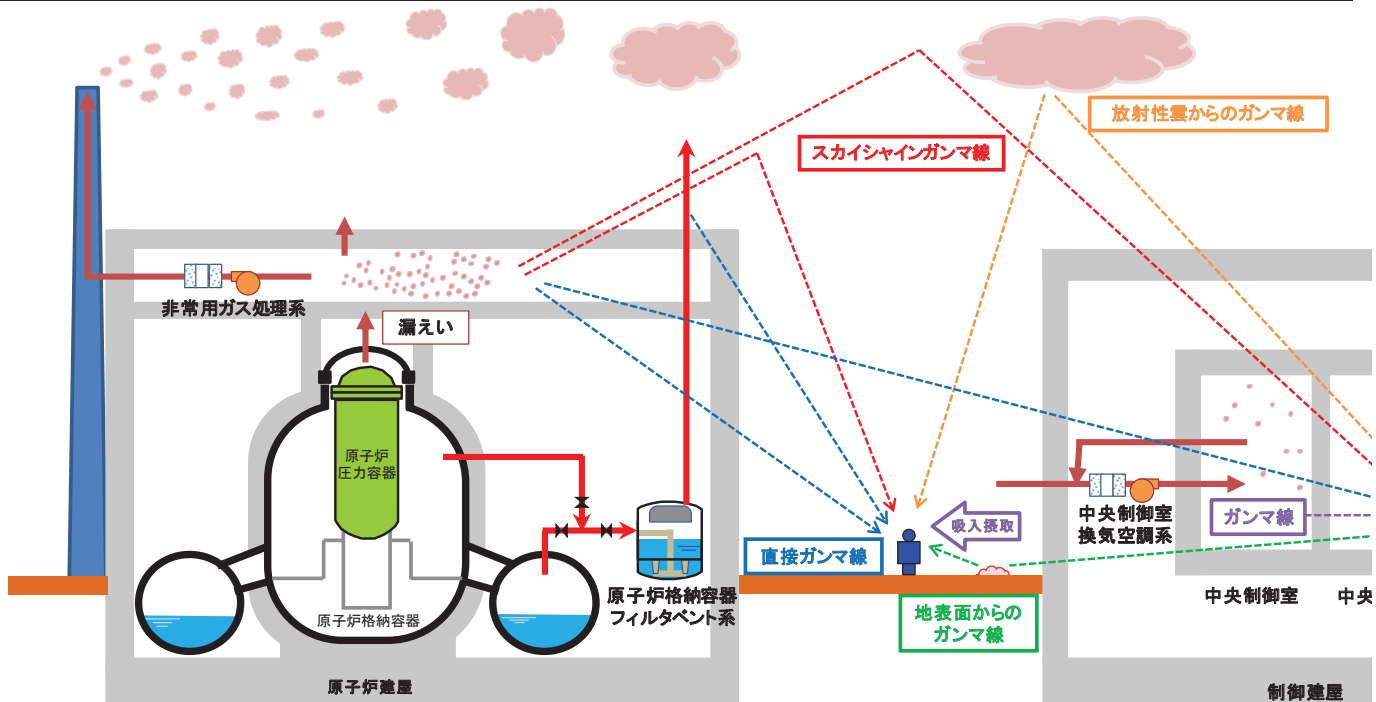 放射性雲からのガンマ線
スカイシャインガンマ線
非常用ガス処理系
漏えい
原子炉
圧力容器
吸入摂取
ガンマ線
中央制御室
換気空調系
直接ガンマ線
原子炉格納容器
フィルタベント系
地表面からの
ガンマ線
中央制御室
中央
原子炉格納容器
原子炉建屋
制御建屋